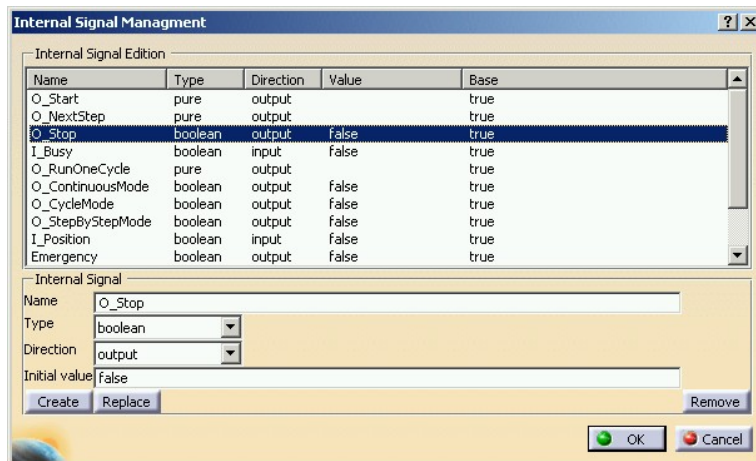 Internal Signal Managment
Internal Signal Edition
Name Type Direction Value Base
O_Start pure output true
O_NextStep pure output true
O_Stop boolean output false true
I_Busy boolean input false true
O_RunOneCycle pure output true
O_ContinuousMode boolean output false true
O_CycleMode boolean output false true
O_StepByStepMode boolean output false true
I_Position boolean input false true
Emergency boolean output false true
Internal Signal
Name O_Stop
Type boolean
Direction output
Initial value false
Create Replace Remove
OK Cancel